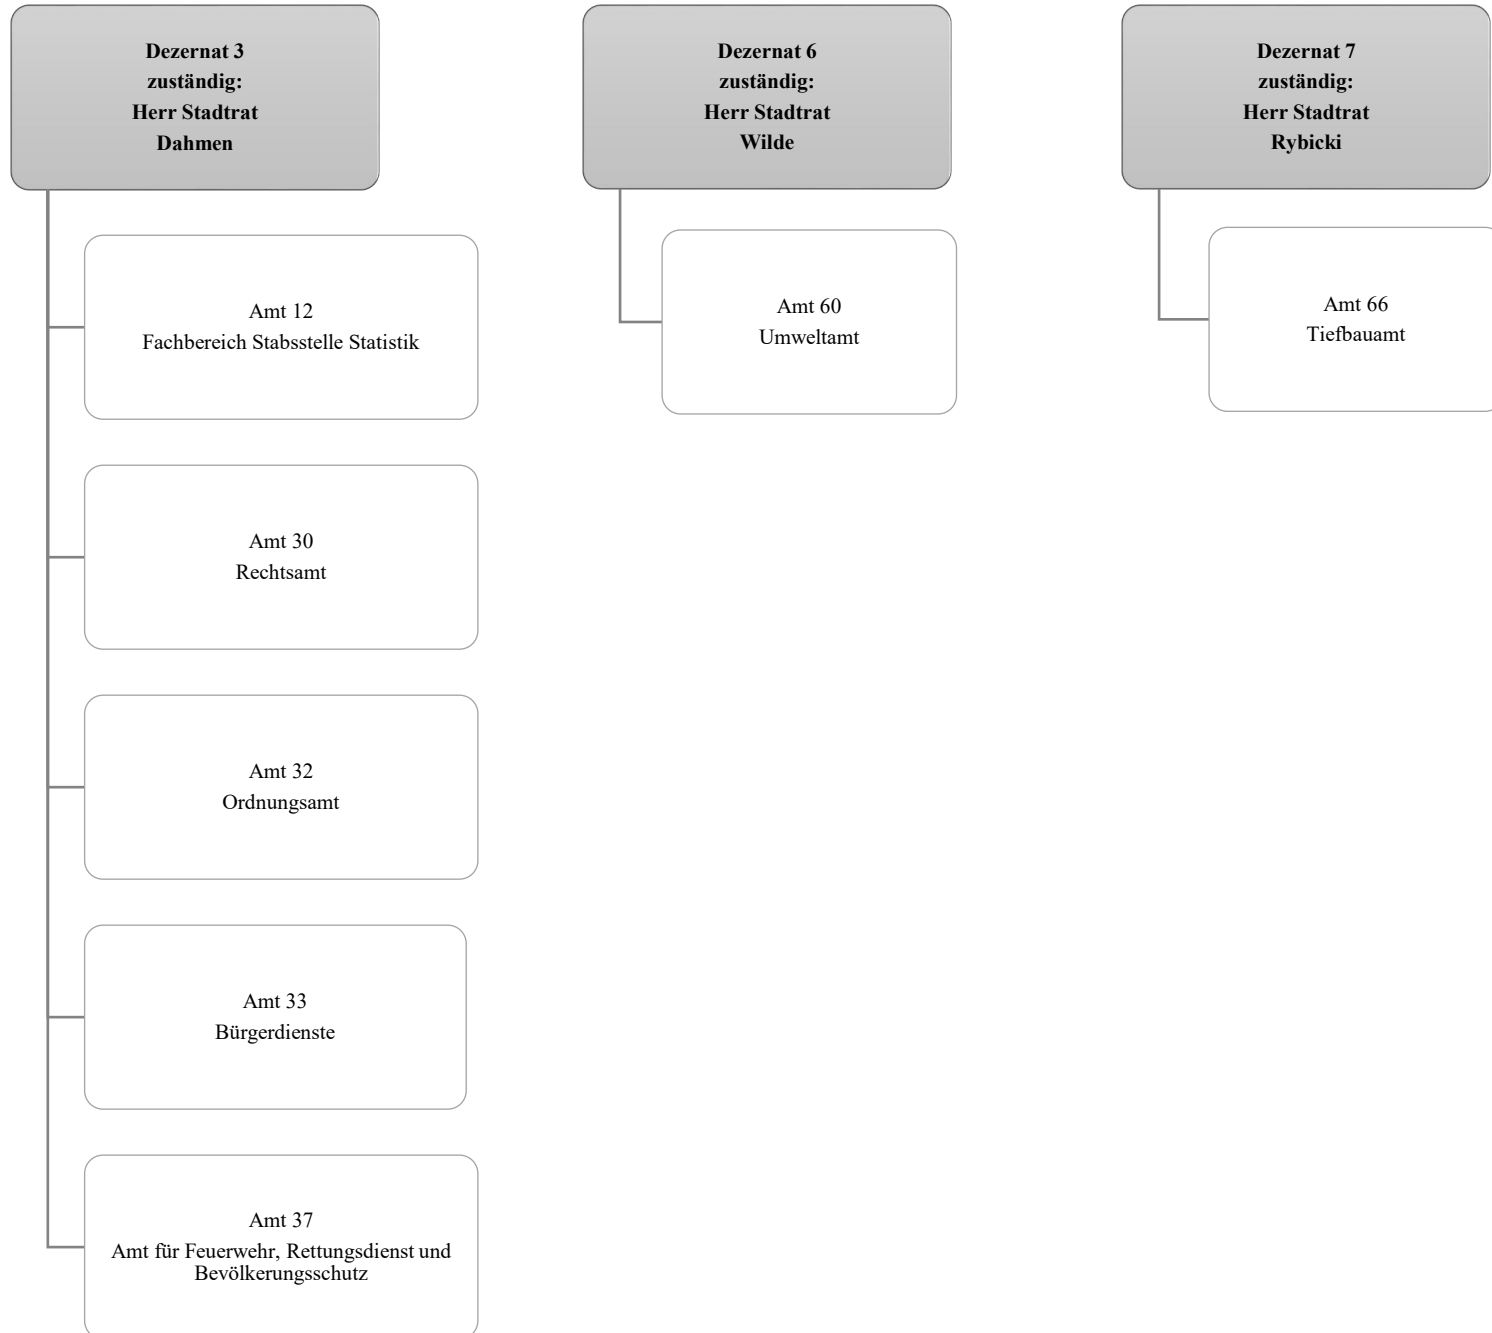 Dezernat 3
zuständig:
Herr Stadtrat
Dahmen
Amt 12
Fachbereich Stabsstelle Statistik
Amt 30
Rechtsamt
Amt 32
Ordnungsamt
Amt 33
Bürgerdienste
Amt 37
Amt für Feuerwehr, Rettungsdienst und
Bevölkerungsschutz
Dezernat 6
zuständig:
Herr Stadtrat
Wilde
Amt 60
Umweltamt
Dezernat 7
zuständig:
Herr Stadtrat
Rybicki
Amt 66
Tiefbauamt